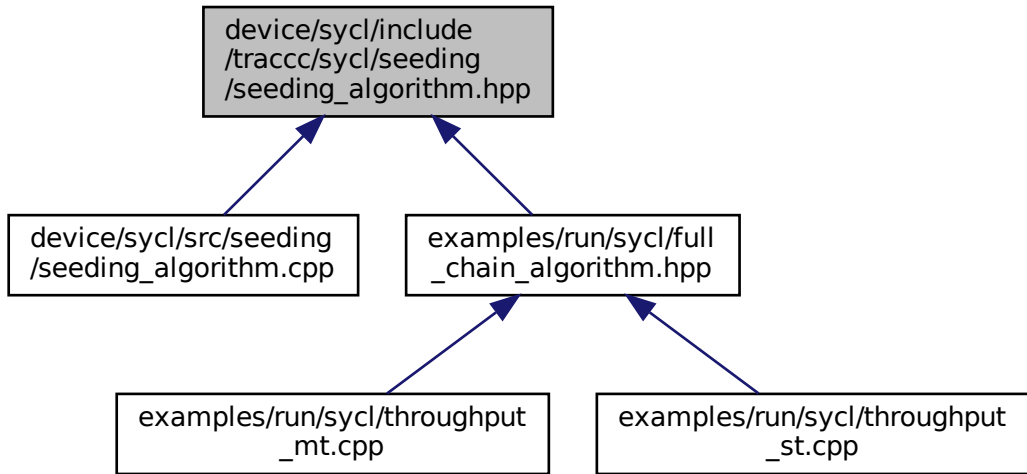 device/sycl/include
/traccc/sycl/seeding
/seeding_algorithm.hpp
device/sycl/src/seeding
/seeding_algorithm.cpp
examples/run/sycl/full
_chain_algorithm.hpp
examples/run/sycl/throughput
_mt.cpp
examples/run/sycl/throughput
_st.cpp